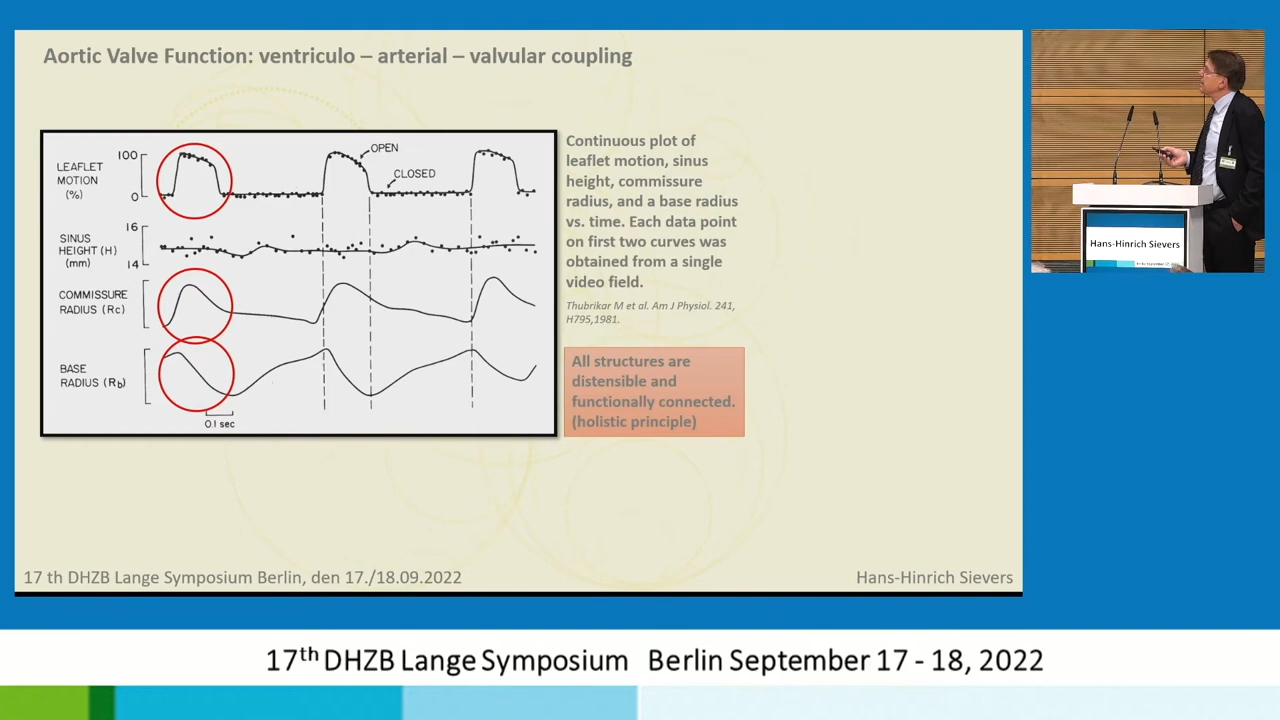 Aortic Valve Function: ventriculo – arterial – valvular coupling
LEAFLET
MOTION
(%)
100
0
OPEN
CLOSED
SINUS
HEIGHT (H)
(mm)
16
14
COMMISSURE
RADIUS (Rc)
BASE
RADIUS (Rb)
0.1 sec
Continuous plot of
leaflet motion, sinus
height, commissure
radius, and a base radius
vs. time. Each data point
on first two curves was
obtained from a single
video field.
Thubrikar M et al. Am J Physiol. 241,
H795,1981.
All structures are
distensible and
functionally connected.
(holistic principle)
17 th DHZB Lange Symposium Berlin, den 17./18.09.2022
Hans-Hinrich Sievers
Hans-Hinrich Sievers
17th DHZB Lange Symposium Berlin September 17 - 18, 2022